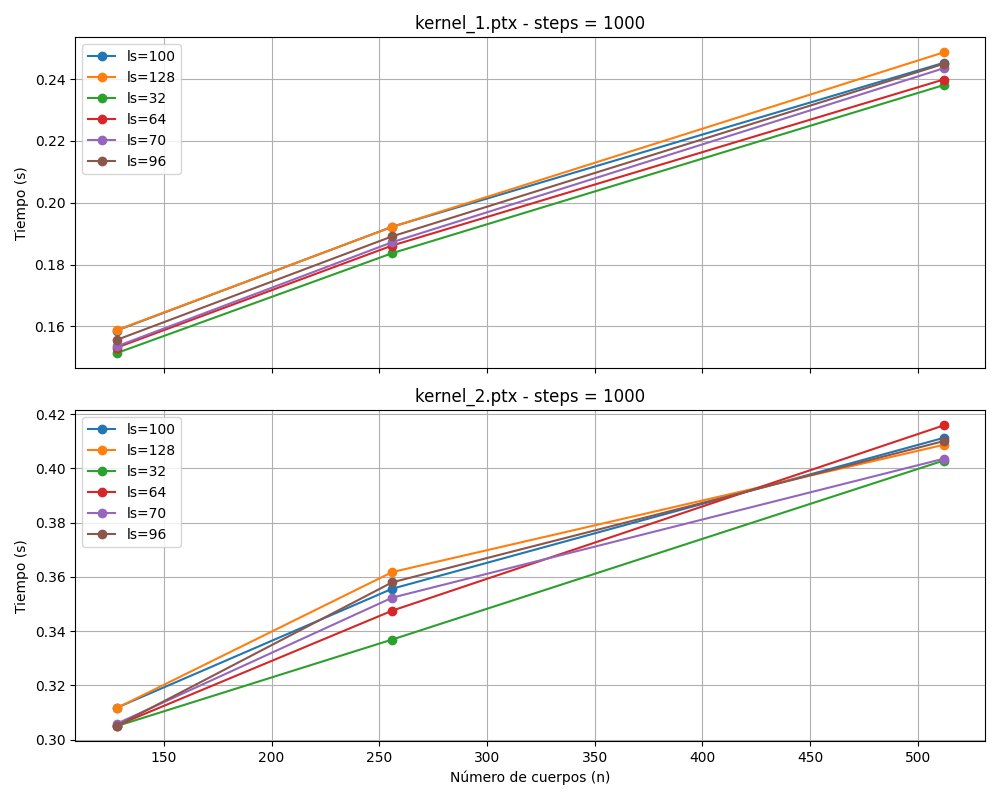 kernel_1.ptx - steps = 1000
ls=100
ls=128
ls=32
ls=64
ls=70
ls=96
0.24
0.22
0.20
0.18
0.16
Tiempo (s)
kernel_2.ptx - steps = 1000
ls=100
ls=128
ls=32
ls=64
ls=70
ls=96
0.42
0.40
0.38
0.36
0.34
0.32
0.30
Tiempo (s)
150 200 250 300 350 400 450 500
Número de cuerpos (n)